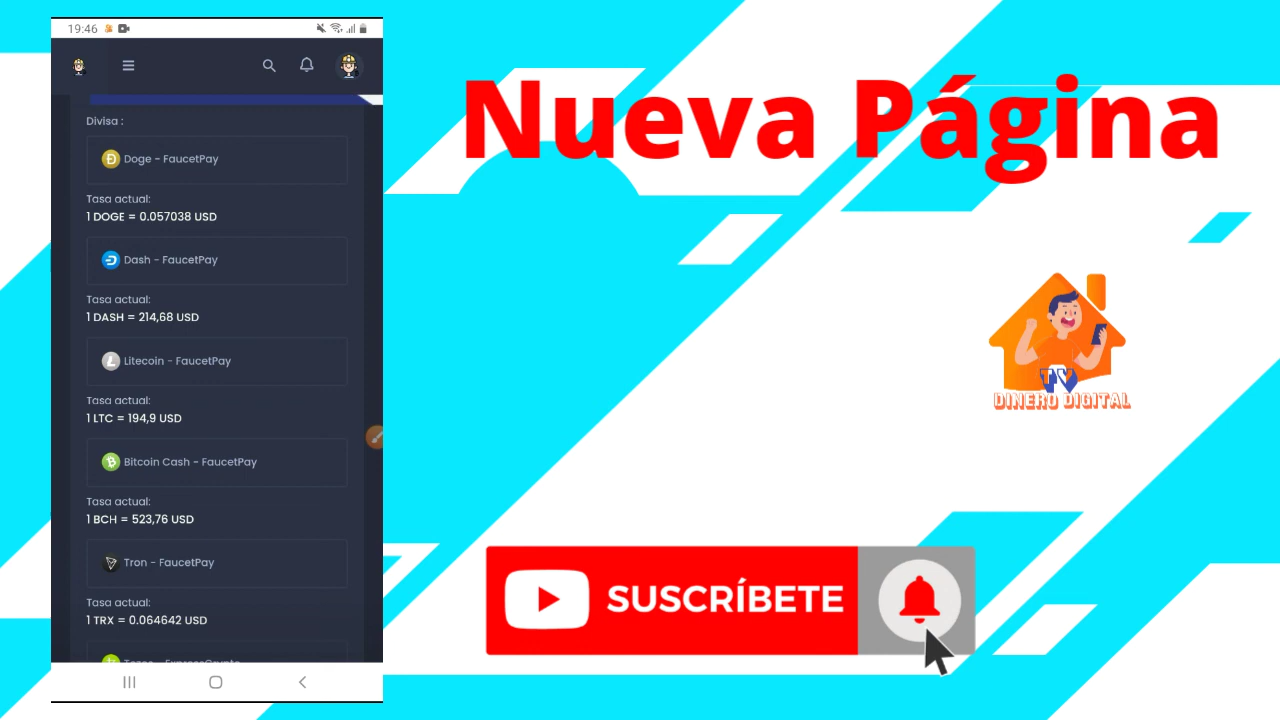 19:46
Divisa :
Doge - FaucetPay
Tasa actual:
1 DOGE = 0.057038 USD
Dash - FaucetPay
Tasa actual:
1 DASH = 214,68 USD
Litecoin - FaucetPay
Tasa actual:
1 LTC = 194,9 USD
Bitcoin Cash - FaucetPay
Tasa actual:
1 BCH = 523,76 USD
Tron - FaucetPay
Tasa actual:
1 TRX = 0.064642 USD
Nueva Página
TV
DINERO DIGITAL
SUSCRÍBETE